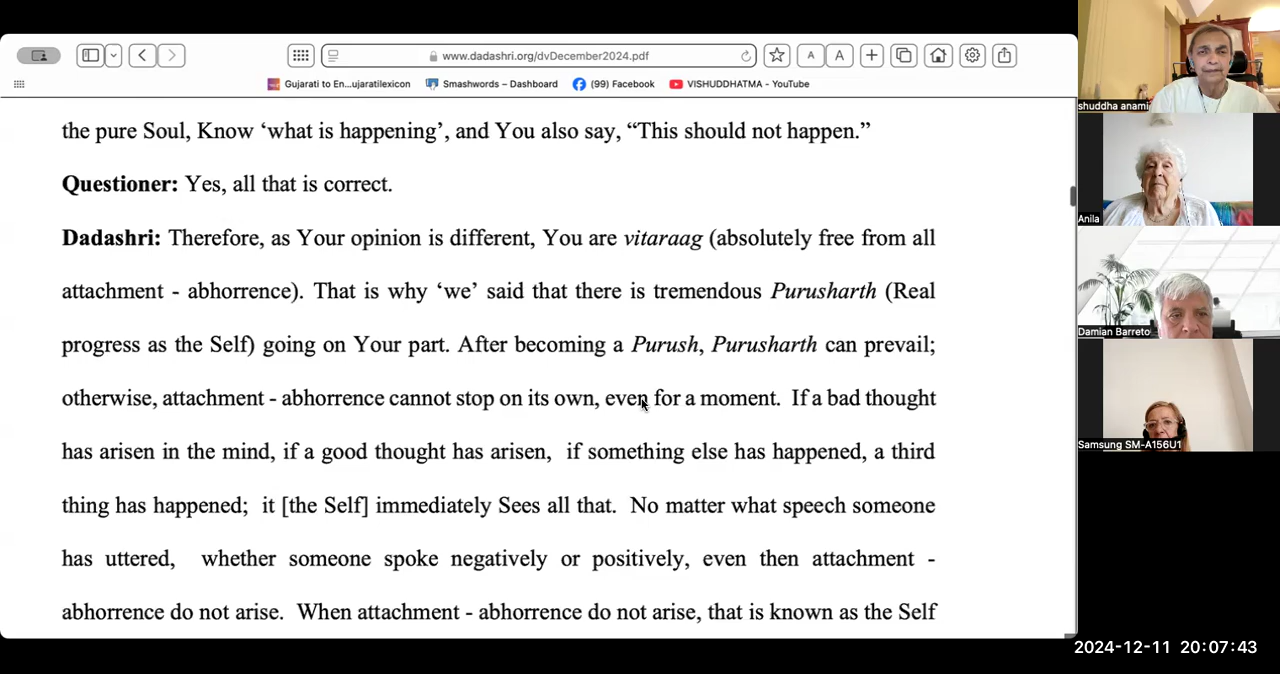 www.dadashri.org/dvDecember2024.pdf
A A
Gujarati to En...ujaratilexicon Smashwords – Dashboard (99) Facebook VISHUDDHATMA - YouTube
the pure Soul, Know ‘what is happening’, and You also say, “This should not happen.”
Questioner: Yes, all that is correct.
Dadashri: Therefore, as Your opinion is different, You are vitaraag (absolutely free from all
attachment - abhorrence). That is why ‘we’ said that there is tremendous Purusharth (Real
progress as the Self) going on Your part. After becoming a Purush, Purusharth can prevail;
otherwise, attachment - abhorrence cannot stop on its own, even for a moment. If a bad thought
has arisen in the mind, if a good thought has arisen, if something else has happened, a third
thing has happened; it [the Self] immediately Sees all that. No matter what speech someone
has uttered, whether someone spoke negatively or positively, even then attachment -
abhorrence do not arise. When attachment - abhorrence do not arise, that is known as the Self
shuddha anami
Anila
Damian Barreto
Samsung SM-A156U1
2024-12-11 20:07:43